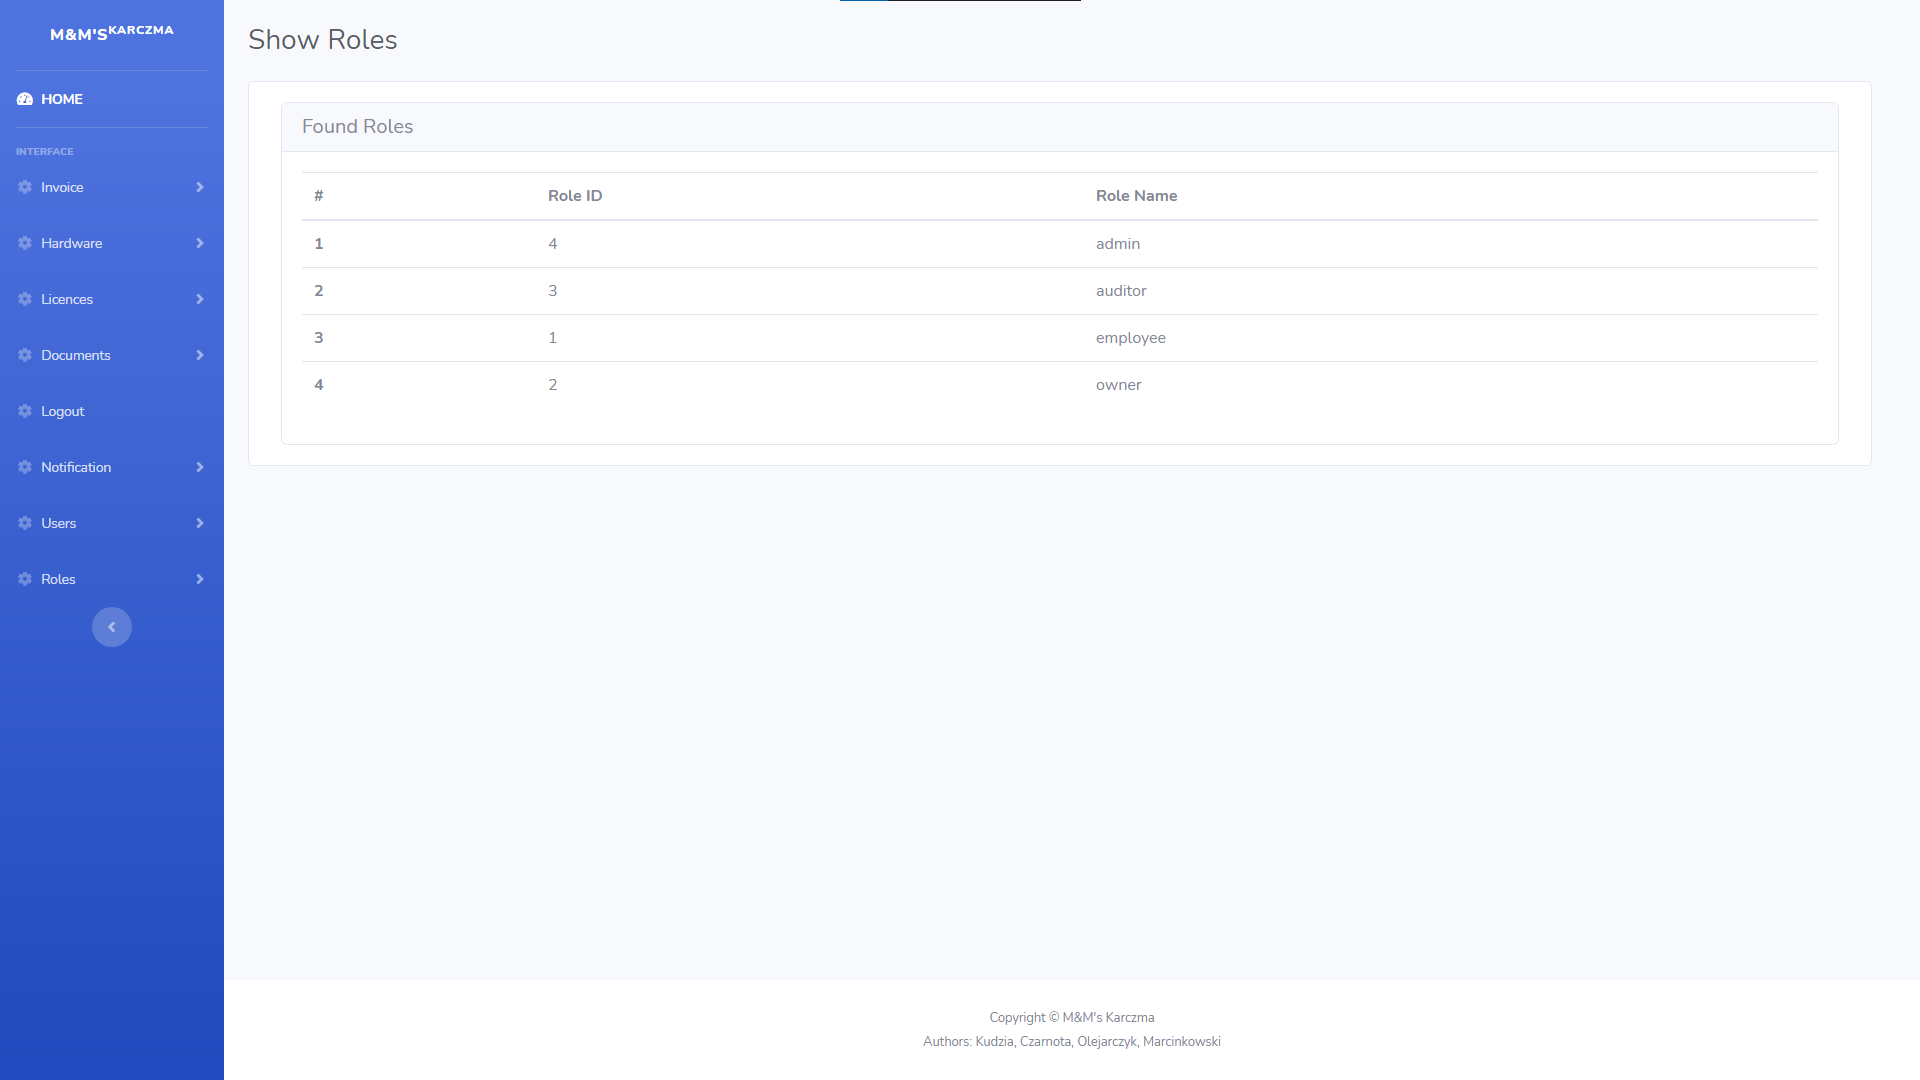 M&M'S KARCZMA
HOME
INTERFACE
Invoice
Hardware
Licences
Documents
Logout
Notification
Users
Roles
Show Roles
Found Roles
# Role ID Role Name
1 4 admin
2 3 auditor
3 1 employee
4 2 owner
Copyright © M&M's Karczma
Authors: Kudzia, Czarnota, Olejarczyk, Marcinkowski